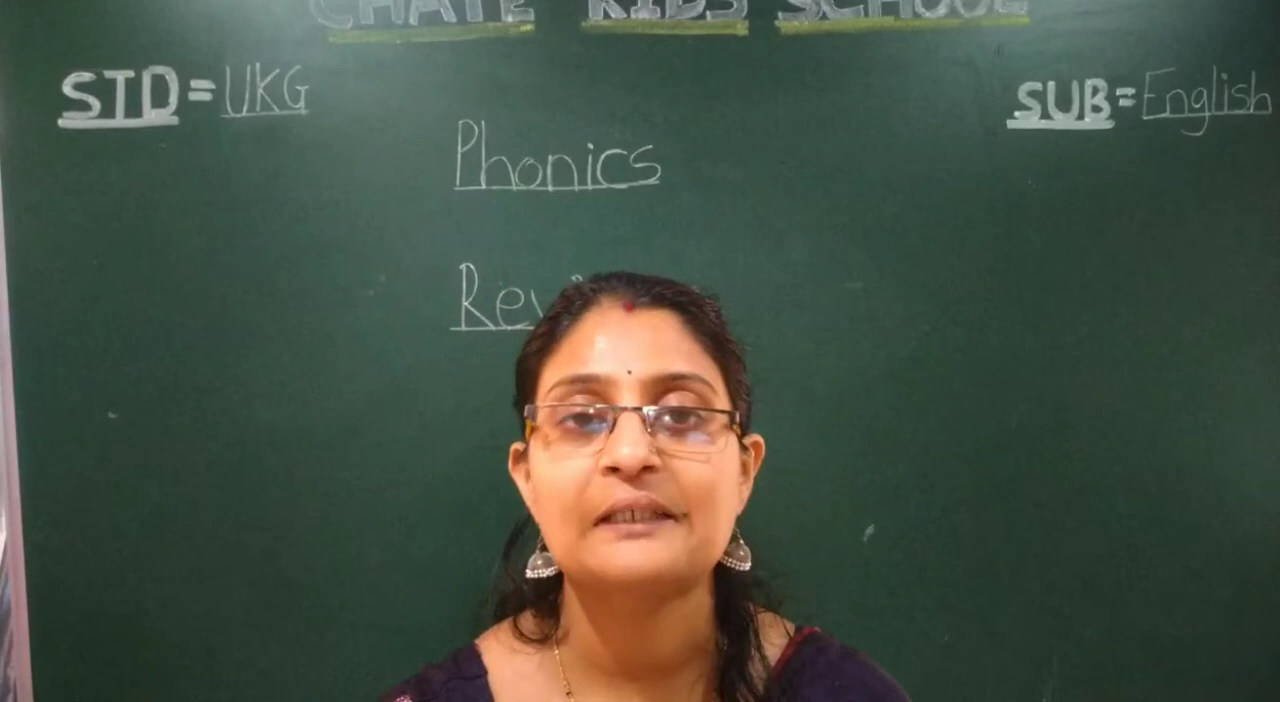 CHATE KIDS SCHOOL
STD = UKG
SUB = English
Phonics